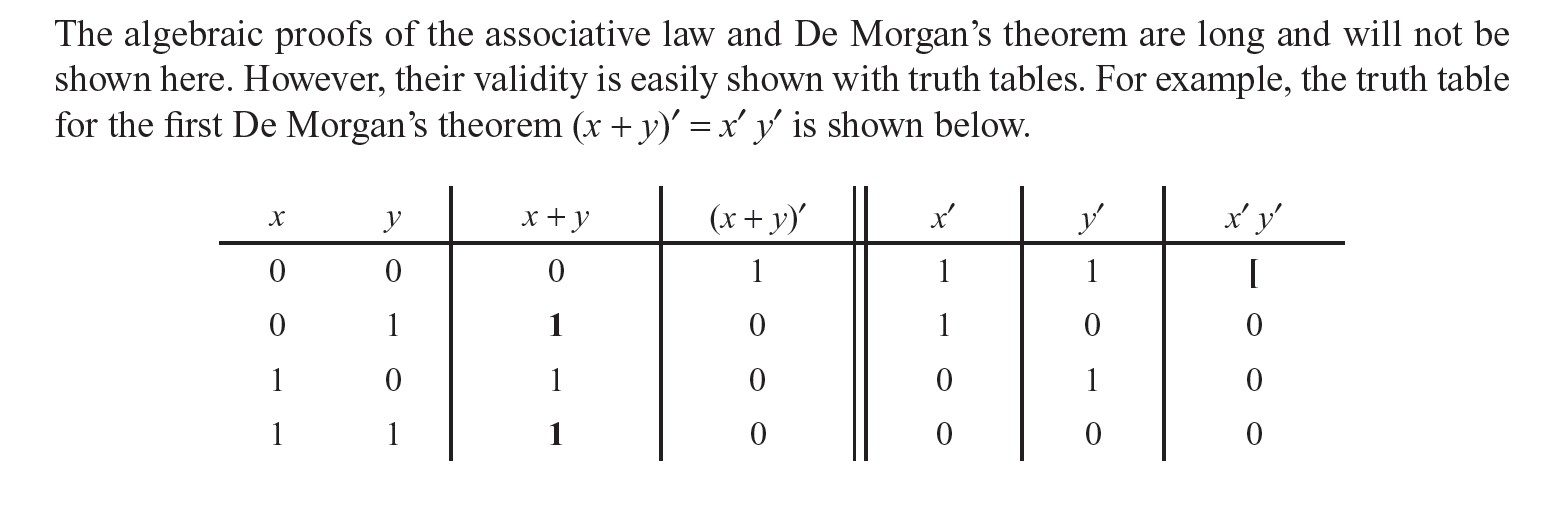 The algebraic proofs of the associative law and De Morgan’s theorem are long and will not be
shown here. However, their validity is easily shown with truth tables. For example, the truth table
for the first De Morgan’s theorem (x + y)′ = x′ y′ is shown below.
x y x + y (x + y)′ x′ y′ x′ y′
0 0 0 1 1 1 [
0 1 1 0 1 0 0
1 0 1 0 0 1 0
1 1 1 0 0 0 0